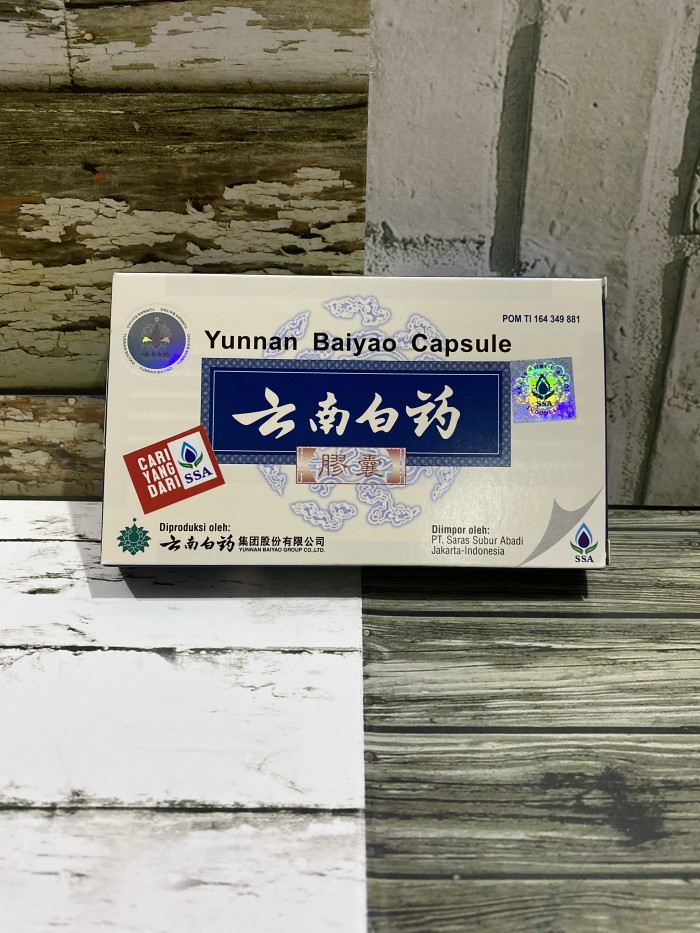 POM TI 164 349 881
Yunnan Baiyao Capsule
云南白药
膠囊
SSA
CARI
YANG
DARI
SSA
Diproduksi oleh:
云南白药 集团股份有限公司
YUNNAN BAIYAO GROUP CO.,LTD.
Diimpor oleh:
PT. Saras Subur Abadi
Jakarta-Indonesia
SSA